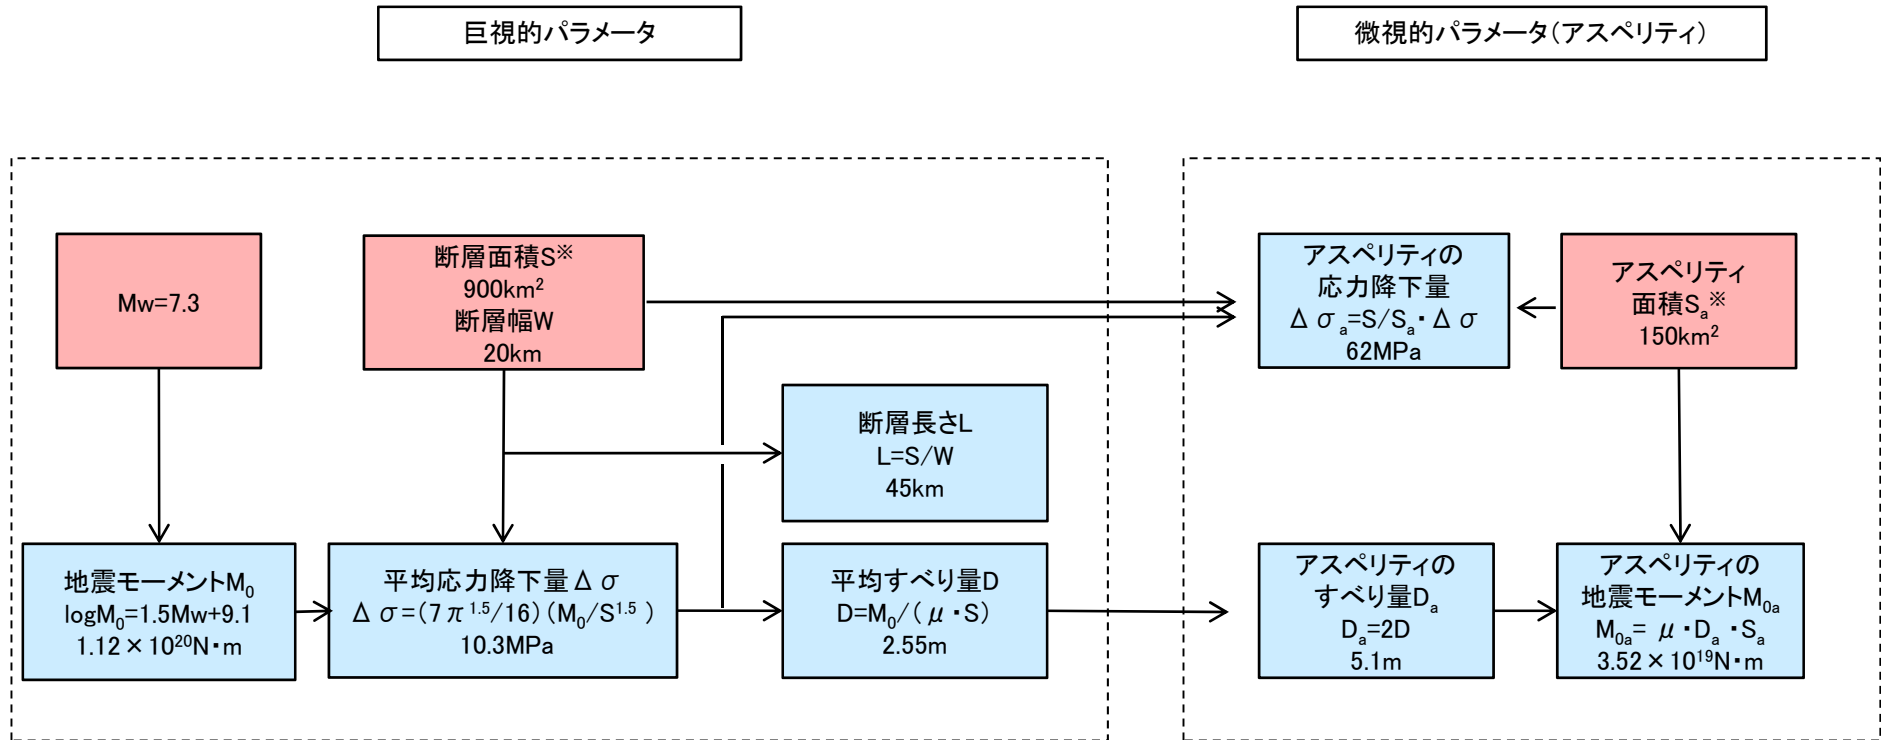 巨視的パラメータ
微視的パラメータ(アスペリティ)
Mw=7.3
断層面積S※
900km²
断層幅W
20km
アスペリティの
応力降下量
Δσₐ=S/Sₐ・Δσ
62MPa
アスペリティ
面積Sₐ※
150km²
断層長さL
L=S/W
45km
地震モーメントM₀
logM₀=1.5Mw+9.1
1.12×10²⁰N・m
平均応力降下量Δσ
Δσ=(7π¹·⁵/16)(M₀/S¹·⁵)
10.3MPa
平均すべり量D
D=M₀/(μ・S)
2.55m
アスペリティの
すべり量Dₐ
Dₐ=2D
5.1m
アスペリティの
地震モーメントM₀ₐ
M₀ₐ=μ・Dₐ・Sₐ
3.52×10¹⁹N・m